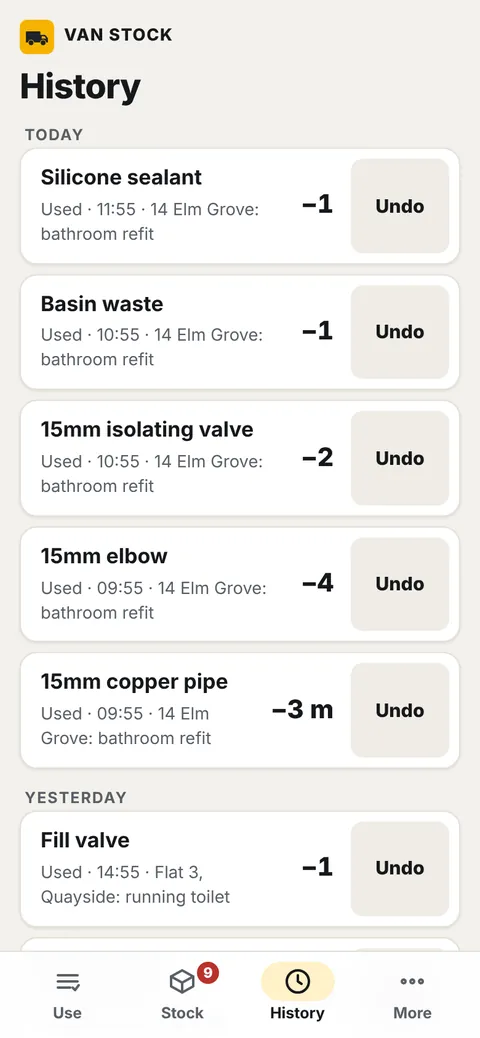 VAN STOCK
History
TODAY
Silicone sealant
Used · 11:55 · 14 Elm Grove:
bathroom refit
−1
Undo
Basin waste
Used · 10:55 · 14 Elm Grove:
bathroom refit
−1
Undo
15mm isolating valve
Used · 10:55 · 14 Elm Grove:
bathroom refit
−2
Undo
15mm elbow
Used · 09:55 · 14 Elm Grove:
bathroom refit
−4
Undo
15mm copper pipe
Used · 09:55 · 14 Elm
Grove: bathroom refit
−3 m
Undo
YESTERDAY
Fill valve
Used · 14:55 · Flat 3,
Quayside: running toilet
−1
Undo
Use
9
Stock
History
More